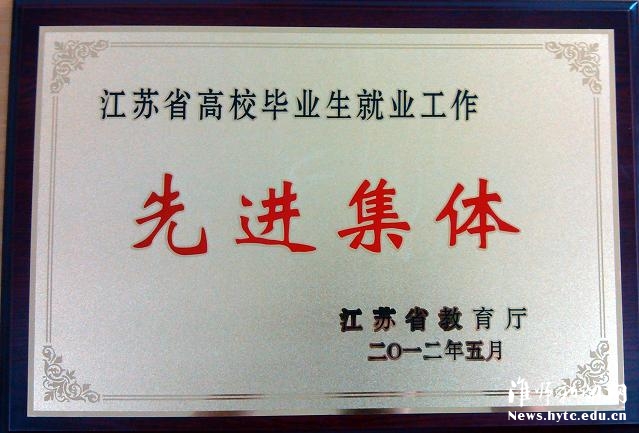 江苏省高校毕业生就业工作
先进集体
江苏省教育厅
二〇一二年五月
News.hytc.edu.cn